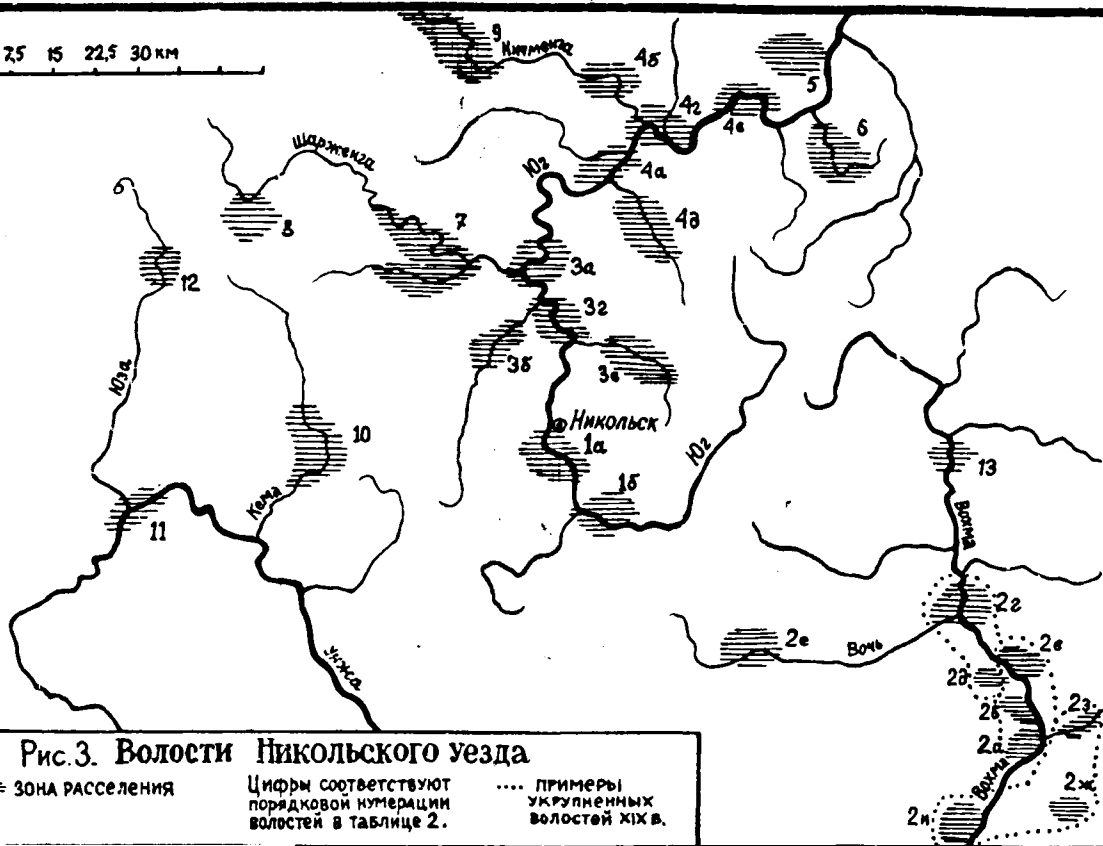 7,5 15 22,5 30 км
9
Кичменга
4б
5
4г
4в
6
Шарженга
Юг
4а
8
7
4д
3а
12
3г
3б
3в
Юза
Никольск
10
1а
Юг
13
Кема
1б
11
Вохма
2г
2е
Вочь
2в
Унжа
2д
2б
2з
2а
Вохма
2ж
2и
Рис.3. Волости Никольского уезда
ЗОНА РАССЕЛЕНИЯ
Цифры соответствуют
порядковой нумерации
волостей в таблице 2.
.... ПРИМЕРЫ
УКРУПНЕННЫХ
ВОЛОСТЕЙ XIX В.